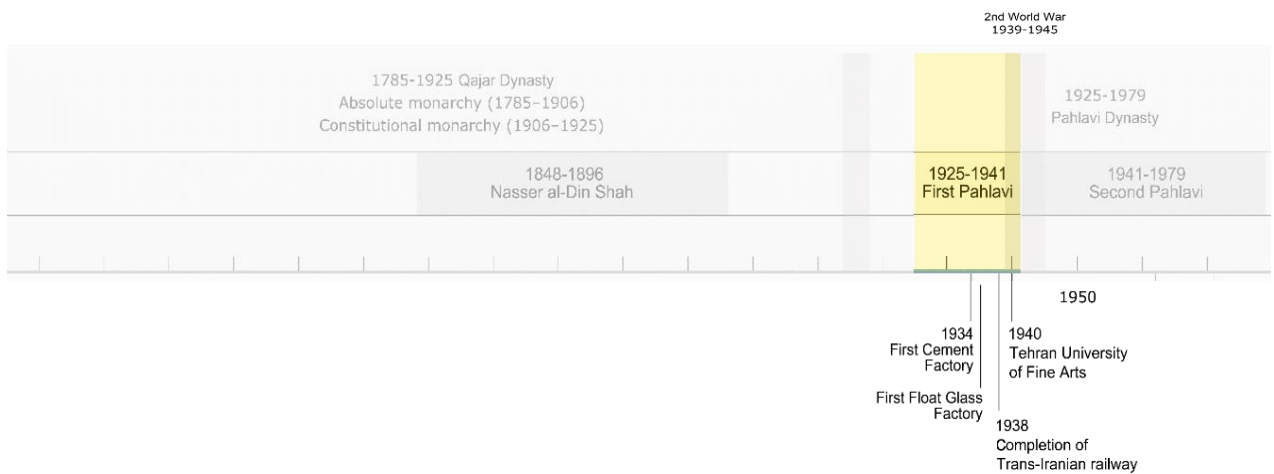 2nd World War
1939-1945
1785-1925 Qajar Dynasty
Absolute monarchy (1785–1906)
Constitutional monarchy (1906–1925)
1925-1979
Pahlavi Dynasty
1848-1896
Nasser al-Din Shah
1925-1941
First Pahlavi
1941-1979
Second Pahlavi
1950
1934
First Cement
Factory
1940
Tehran University
of Fine Arts
First Float Glass
Factory
1938
Completion of
Trans-Iranian railway